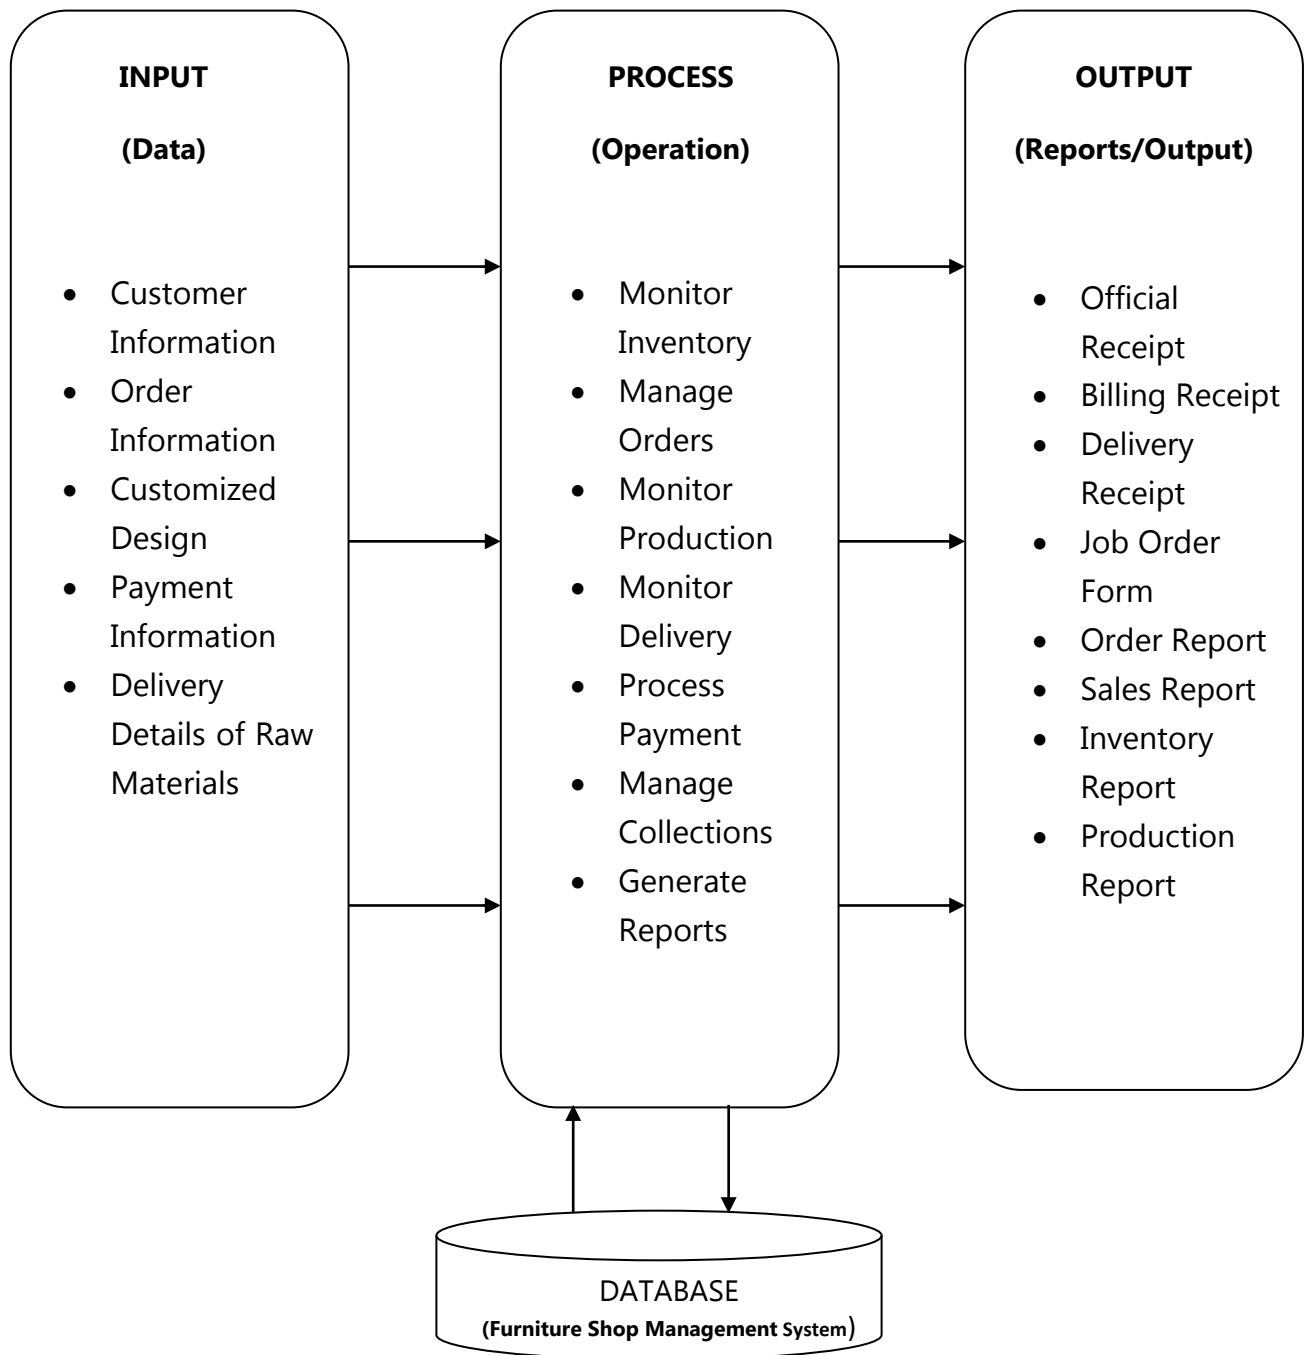 INPUT
(Data)
• Customer
Information
• Order
Information
• Customized
Design
• Payment
Information
• Delivery
Details of Raw
Materials
PROCESS
(Operation)
• Monitor
Inventory
• Manage
Orders
• Monitor
Production
• Monitor
Delivery
• Process
Payment
• Manage
Collections
• Generate
Reports
OUTPUT
(Reports/Output)
• Official
Receipt
• Billing Receipt
• Delivery
Receipt
• Job Order
Form
• Order Report
• Sales Report
• Inventory
Report
• Production
Report
DATABASE
(Furniture Shop Management System)